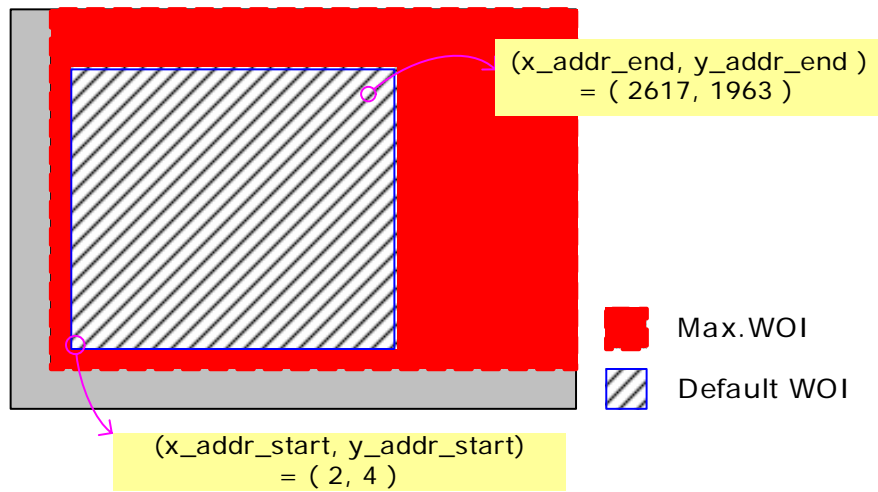 (x_addr_end, y_addr_end )
= ( 2617, 1963 )
Max.WOI
Default WOI
(x_addr_start, y_addr_start)
= ( 2, 4 )